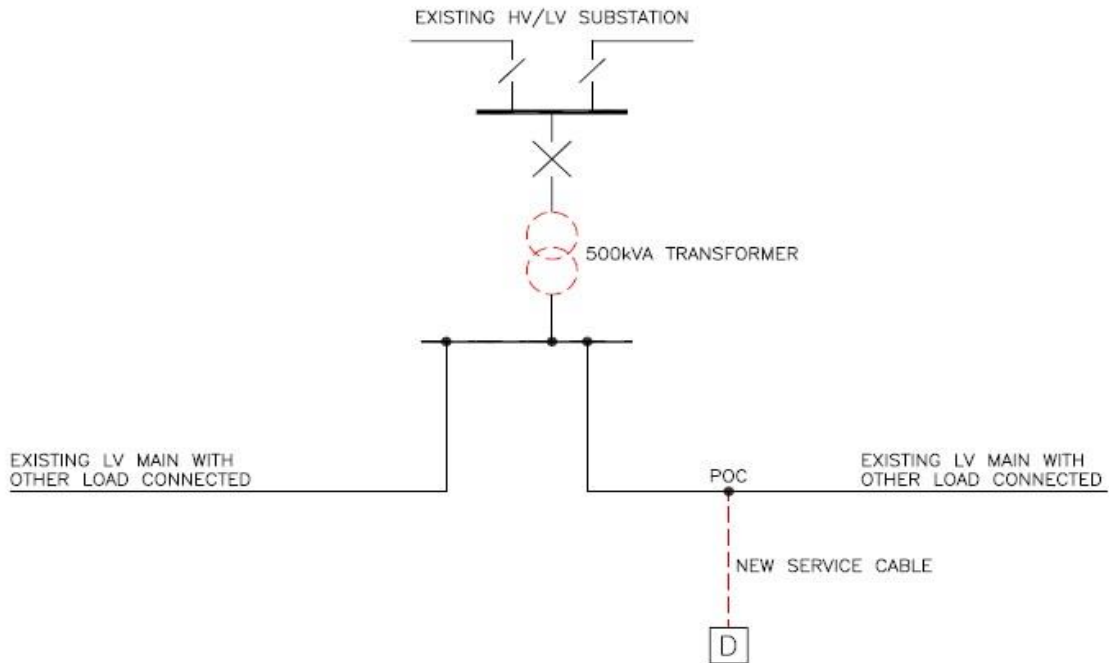 EXISTING HV/LV SUBSTATION
500kVA TRANSFORMER
EXISTING LV MAIN WITH
OTHER LOAD CONNECTED
POC
EXISTING LV MAIN WITH
OTHER LOAD CONNECTED
NEW SERVICE CABLE
D